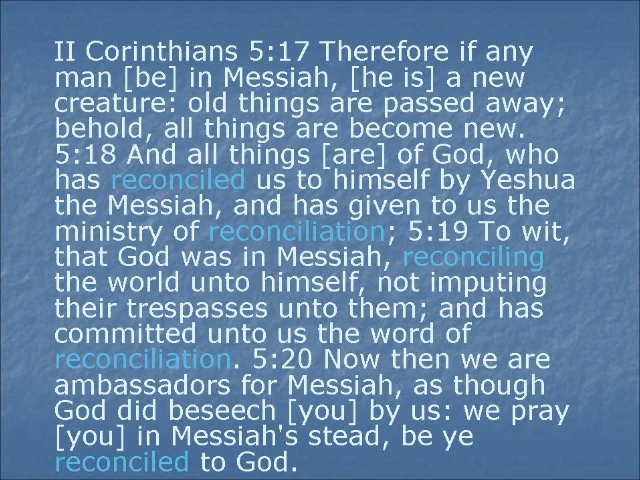 II Corinthians 5:17 Therefore if any
man [be] in Messiah, [he is] a new
creature: old things are passed away;
behold, all things are become new.
5:18 And all things [are] of God, who
has reconciled us to himself by Yeshua
the Messiah, and has given to us the
ministry of reconciliation; 5:19 To wit,
that God was in Messiah, reconciling
the world unto himself, not imputing
their trespasses unto them; and has
committed unto us the word of
reconciliation. 5:20 Now then we are
ambassadors for Messiah, as though
God did beseech [you] by us: we pray
[you] in Messiah's stead, be ye
reconciled to God.